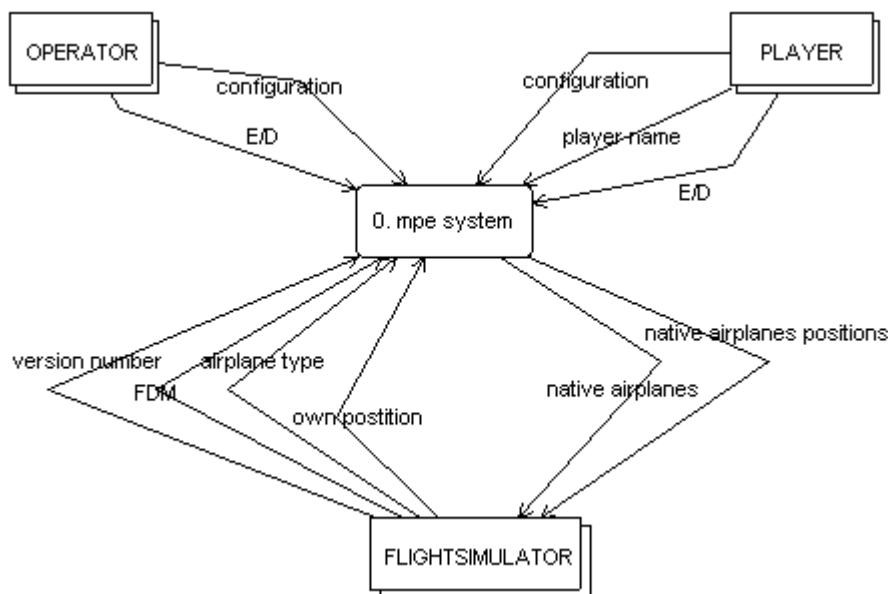 OPERATOR
PLAYER
configuration
configuration
E/D
player-name
E/D
0. mpe system
version number
airplane type
native airplanes positions
FDM
native airplanes
own postition
FLIGHTSIMULATOR